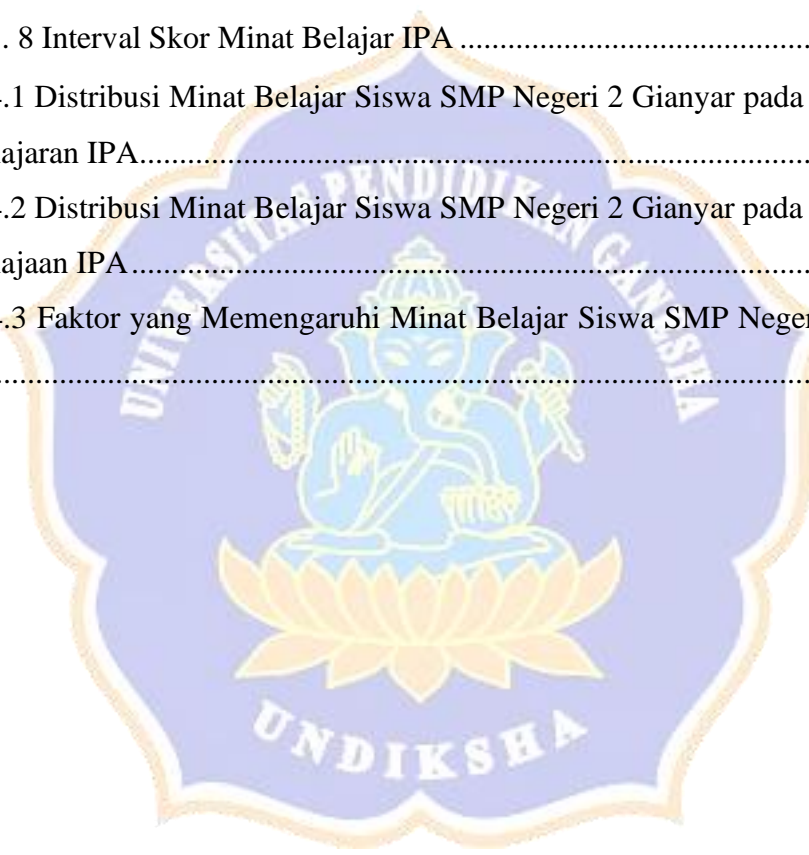 . 8 Interval Skor Minat Belajar IPA ................................................
.1 Distribusi Minat Belajar Siswa SMP Negeri 2 Gianyar pada
ajaran IPA....................................................................................
.2 Distribusi Minat Belajar Siswa SMP Negeri 2 Gianyar pada
ajaan IPA.....................................................................................
.3 Faktor yang Memengaruhi Minat Belajar Siswa SMP Neger
.....................................................................................................
UNIVERSITAS PENDIDIKAN GANESHA
UNDIKSHA